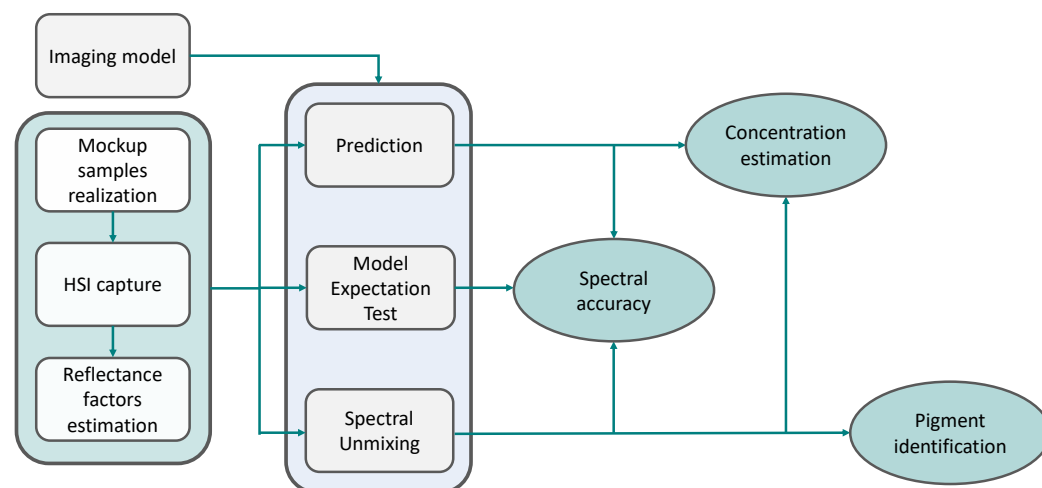 Imaging model
Mockup
samples
realization
HSI capture
Reflectance
factors
estimation
Prediction
Model
Expectation
Test
Spectral
Unmixing
Concentration
estimation
Spectral
accuracy
Pigment
identification